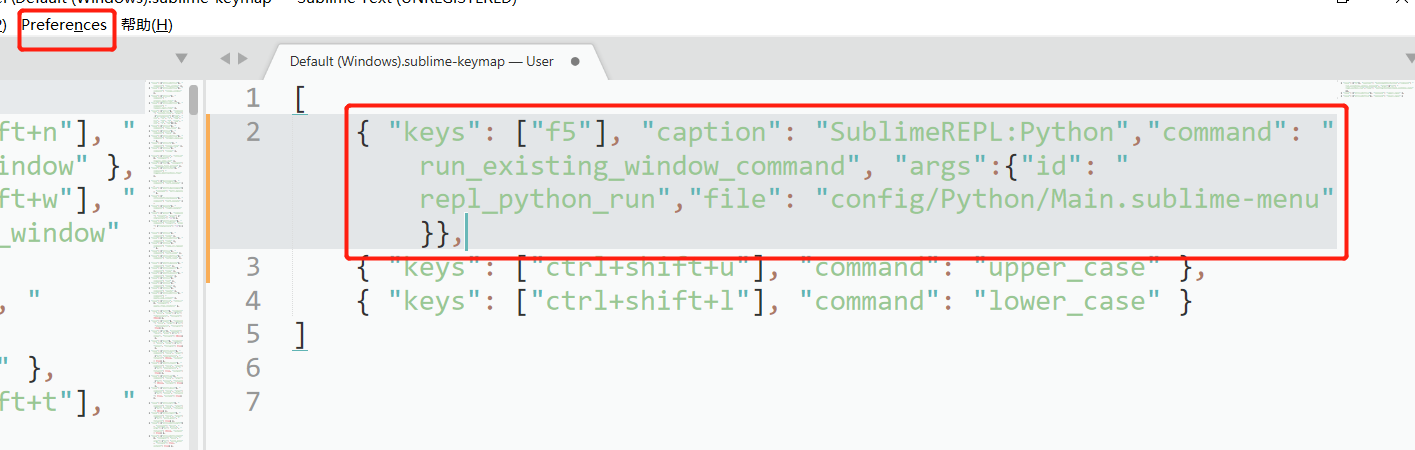 (Default (Windows).sublime-keymap — Sublime Text (UNREGISTERED)
Preferences 帮助(H)
Default (Windows).sublime-keymap — User
1 [
2 { "keys": ["f5"], "caption": "SublimeREPL:Python","command": "
run_existing_window_command", "args":{"id": "
repl_python_run","file": "config/Python/Main.sublime-menu"
}},
3 { "keys": ["ctrl+shift+u"], "command": "upper_case" },
4 { "keys": ["ctrl+shift+l"], "command": "lower_case" }
5 ]
6
7
ft+n"], "
indow" },
ft+w"], "
_window"
, "
" },
ft+t"], "